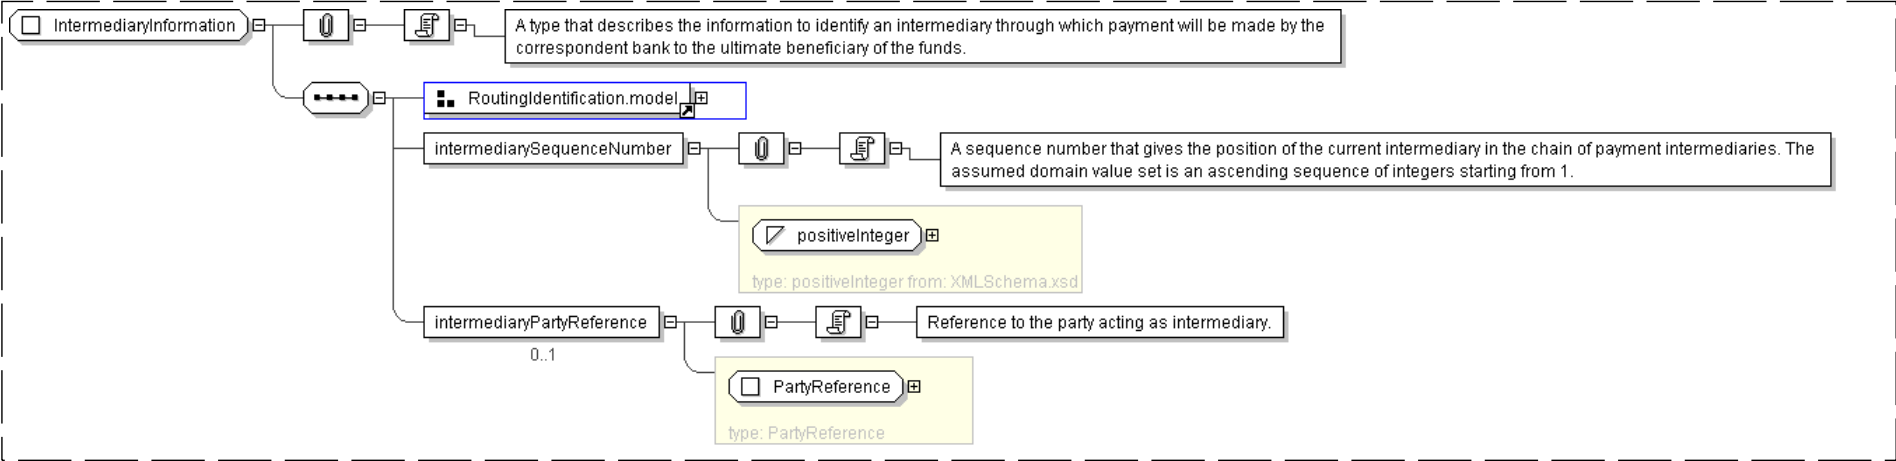 IntermediaryInformation
A type that describes the information to identify an intermediary through which payment will be made by the
correspondent bank to the ultimate beneficiary of the funds.
RoutingIdentification.model
intermediarySequenceNumber
A sequence number that gives the position of the current intermediary in the chain of payment intermediaries. The
assumed domain value set is an ascending sequence of integers starting from 1.
positiveInteger
type: positiveInteger from: XMLSchema.xsd
intermediaryPartyReference
Reference to the party acting as intermediary.
0..1
PartyReference
type: PartyReference